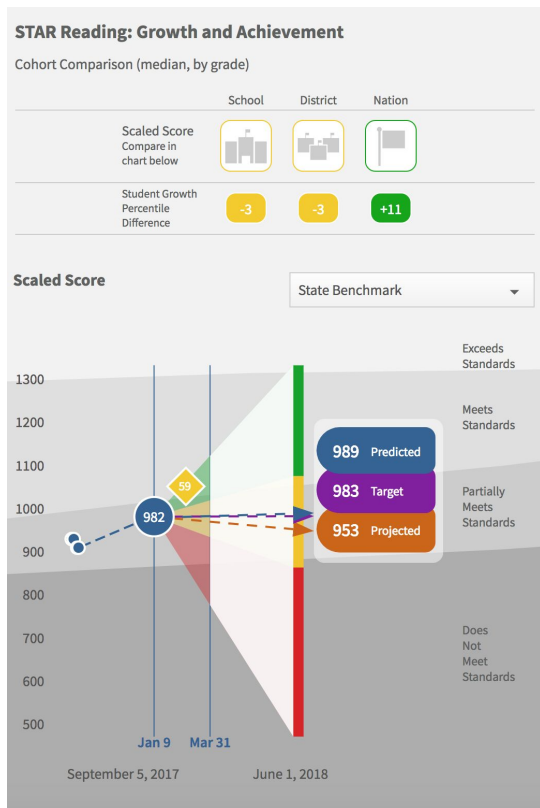 STAR Reading: Growth and Achievement
Cohort Comparison (median, by grade)
School District Nation
Scaled Score
Compare in
chart below
Student Growth
Percentile
Difference
-3 -3 +11
Scaled Score
State Benchmark
Exceeds
Standards
1300
1200
Meets
Standards
1100
1000
900
800
700
600
500
59
982
989 Predicted
983 Target
953 Projected
Partially
Meets
Standards
Does
Not
Meet
Standards
Jan 9 Mar 31
September 5, 2017 June 1, 2018